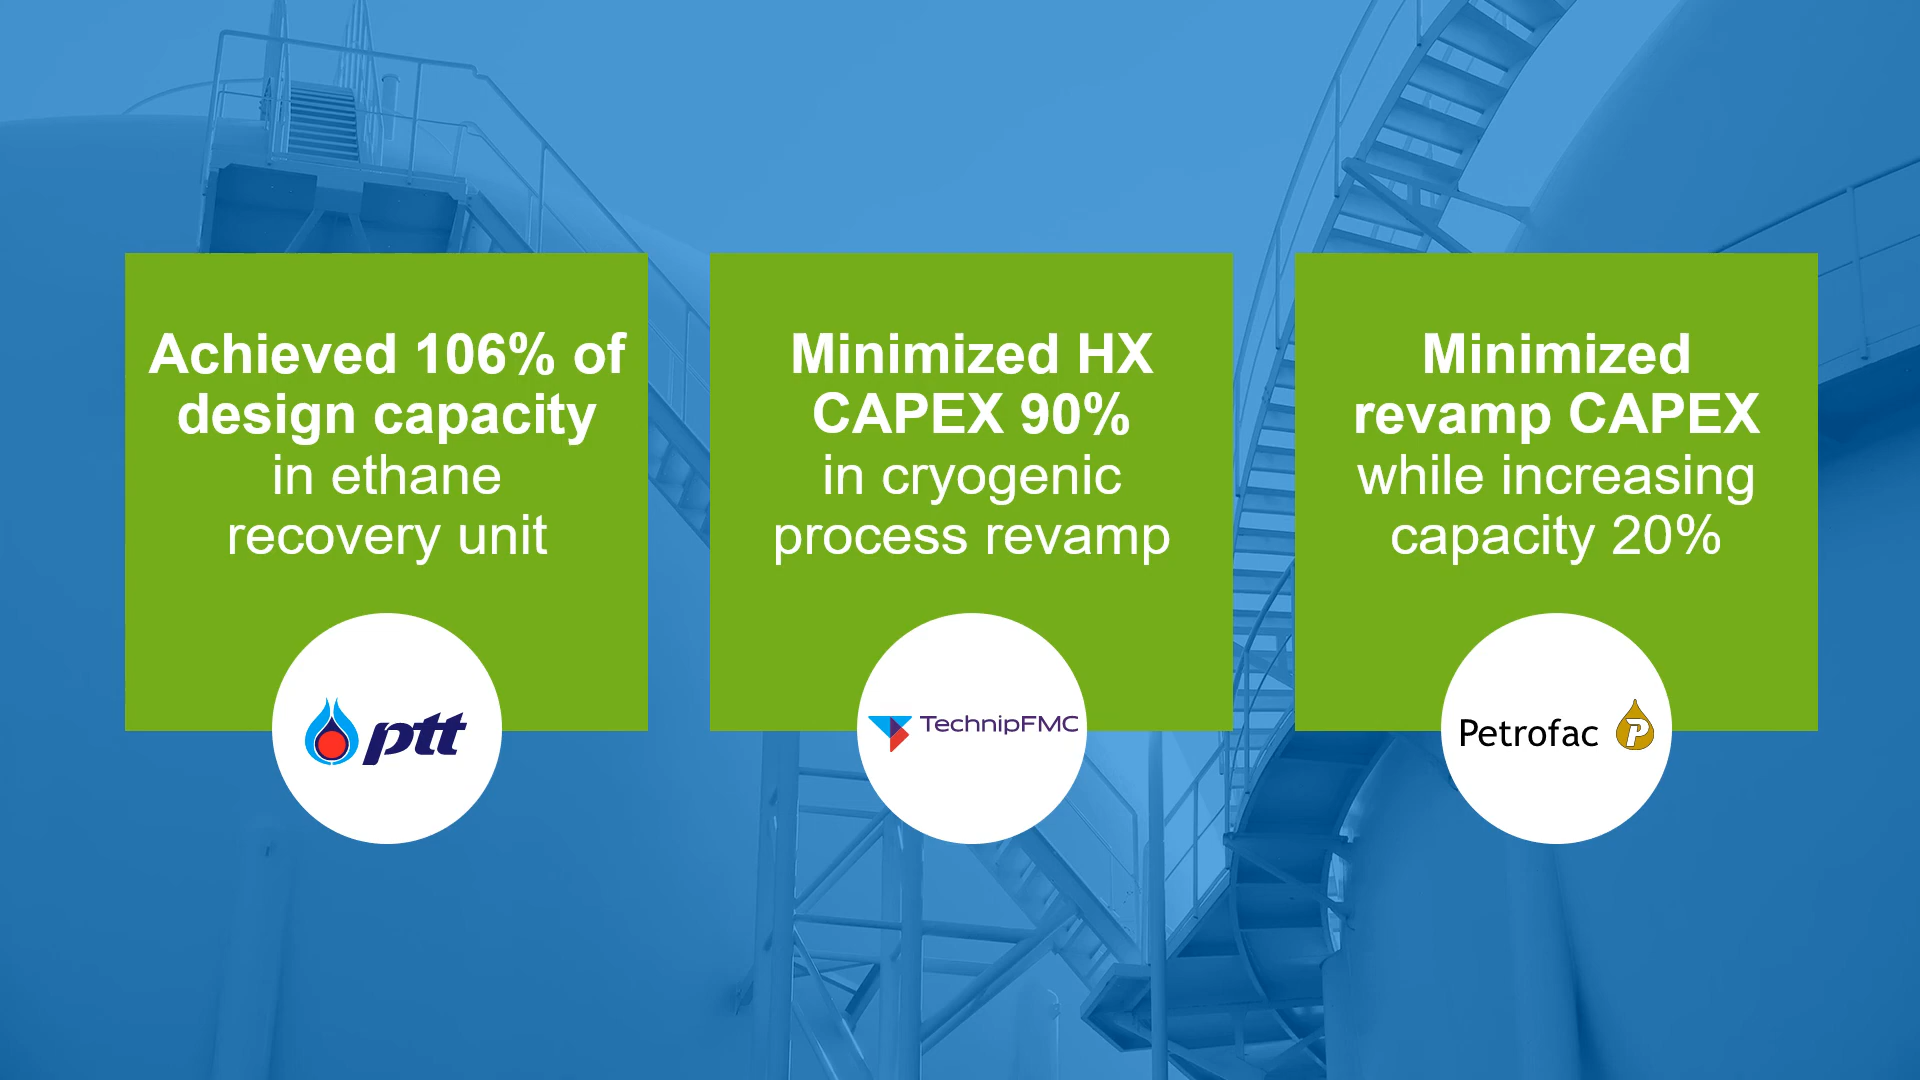 Achieved 106% of
design capacity
in ethane
recovery unit
ptt
Minimized HX
CAPEX 90%
in cryogenic
process revamp
TechnipFMC
Minimized
revamp CAPEX
while increasing
capacity 20%
Petrofac
P